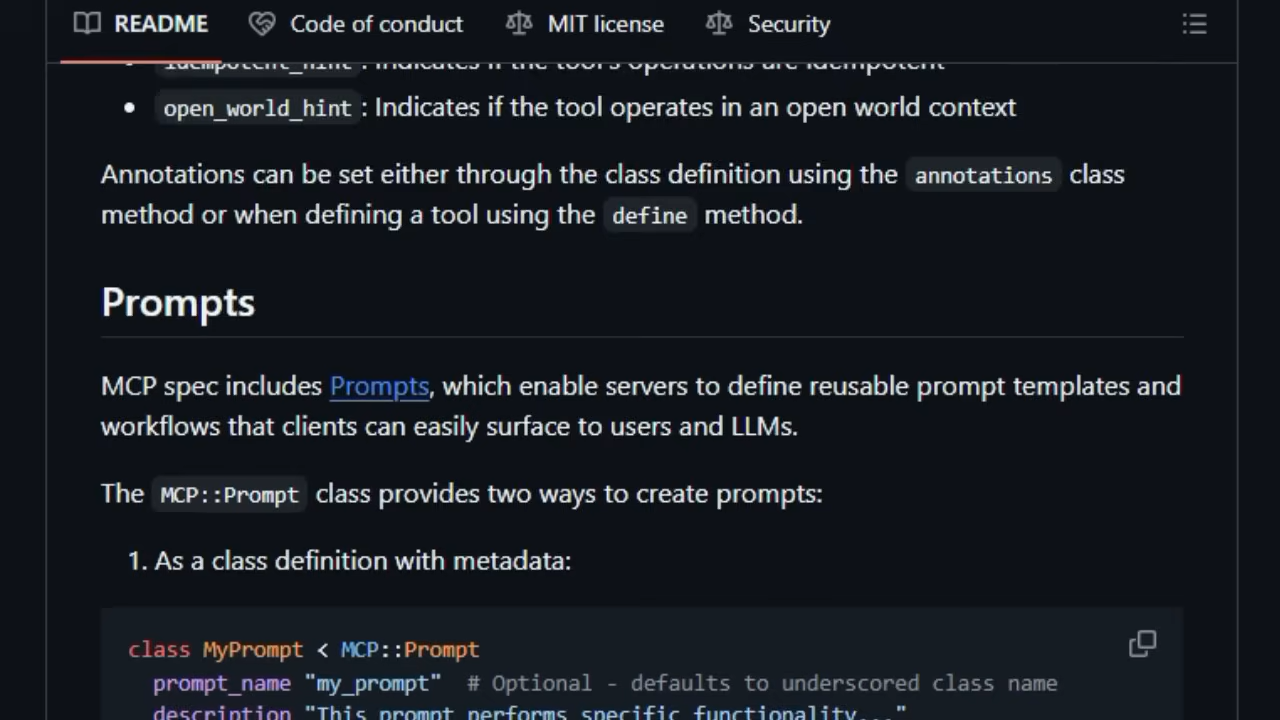 README Code of conduct MIT license Security
idempotent_hint : Indicates if the tool's operations are idempotent
open_world_hint : Indicates if the tool operates in an open world context
Annotations can be set either through the class definition using the annotations class
method or when defining a tool using the define method.
Prompts
MCP spec includes Prompts, which enable servers to define reusable prompt templates and
workflows that clients can easily surface to users and LLMs.
The MCP::Prompt class provides two ways to create prompts:
1. As a class definition with metadata:
class MyPrompt < MCP::Prompt
prompt_name "my_prompt" # Optional - defaults to underscored class name
description "This prompt performs specific functionality..."